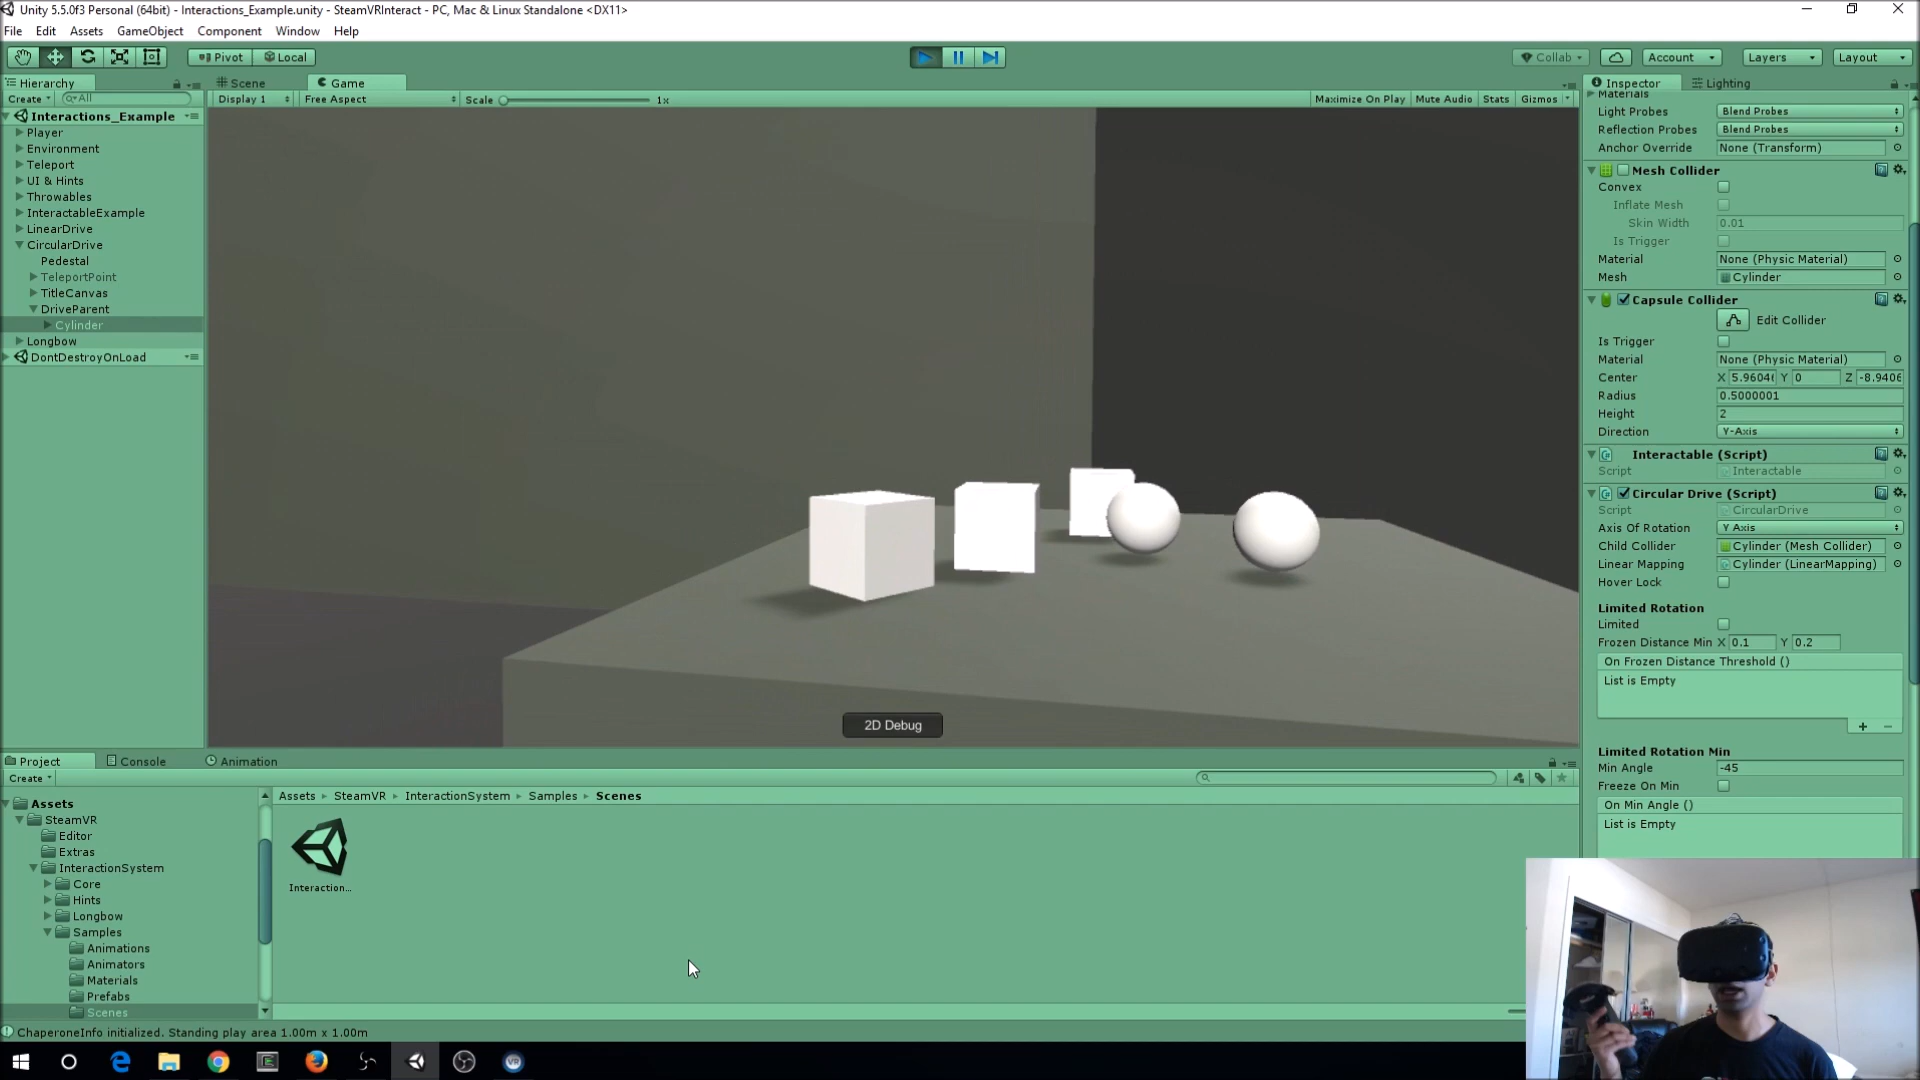 Unity 5.5.0f3 Personal (64bit) - Interactions_Example.unity - SteamVRInteract - PC, Mac & Linux Standalone <DX11>
File Edit Assets GameObject Component Window Help
Pivot Local
Collab Account Layers Layout
Hierarchy
Create All
Interactions_Example
Player
Environment
Teleport
UI & Hints
Throwables
InteractableExample
LinearDrive
CircularDrive
Pedestal
TeleportPoint
TitleCanvas
DriveParent
Cylinder
Longbow
DontDestroyOnLoad
Scene Game
Display 1 Free Aspect Scale 1x Maximize On Play Mute Audio Stats Gizmos
2D Debug
Inspector Lighting
Materials
Light Probes Blend Probes
Reflection Probes Blend Probes
Anchor Override None (Transform)
Mesh Collider
Convex
Inflate Mesh
Skin Width 0.01
Is Trigger
Material None (Physic Material)
Mesh Cylinder
Capsule Collider
Edit Collider
Is Trigger
Material None (Physic Material)
Center X 5.9604 Y 0 Z -8.9406
Radius 0.5000001
Height 2
Direction Y-Axis
Interactable (Script)
Script Interactable
Circular Drive (Script)
Script CircularDrive
Axis Of Rotation Y Axis
Child Collider Cylinder (Mesh Collider)
Linear Mapping Cylinder (LinearMapping)
Hover Lock
Limited Rotation
Limited
Frozen Distance Min X 0.1 Y 0.2
On Frozen Distance Threshold ()
List is Empty
Limited Rotation Min
Min Angle -45
Freeze On Min
On Min Angle ()
List is Empty
Project Console Animation
Create
Assets
SteamVR
Editor
Extras
InteractionSystem
Core
Hints
Longbow
Samples
Animations
Animators
Materials
Prefabs
Scenes
Assets SteamVR InteractionSystem Samples Scenes
Interaction...
ChaperoneInfo initialized. Standing play area 1.00m x 1.00m